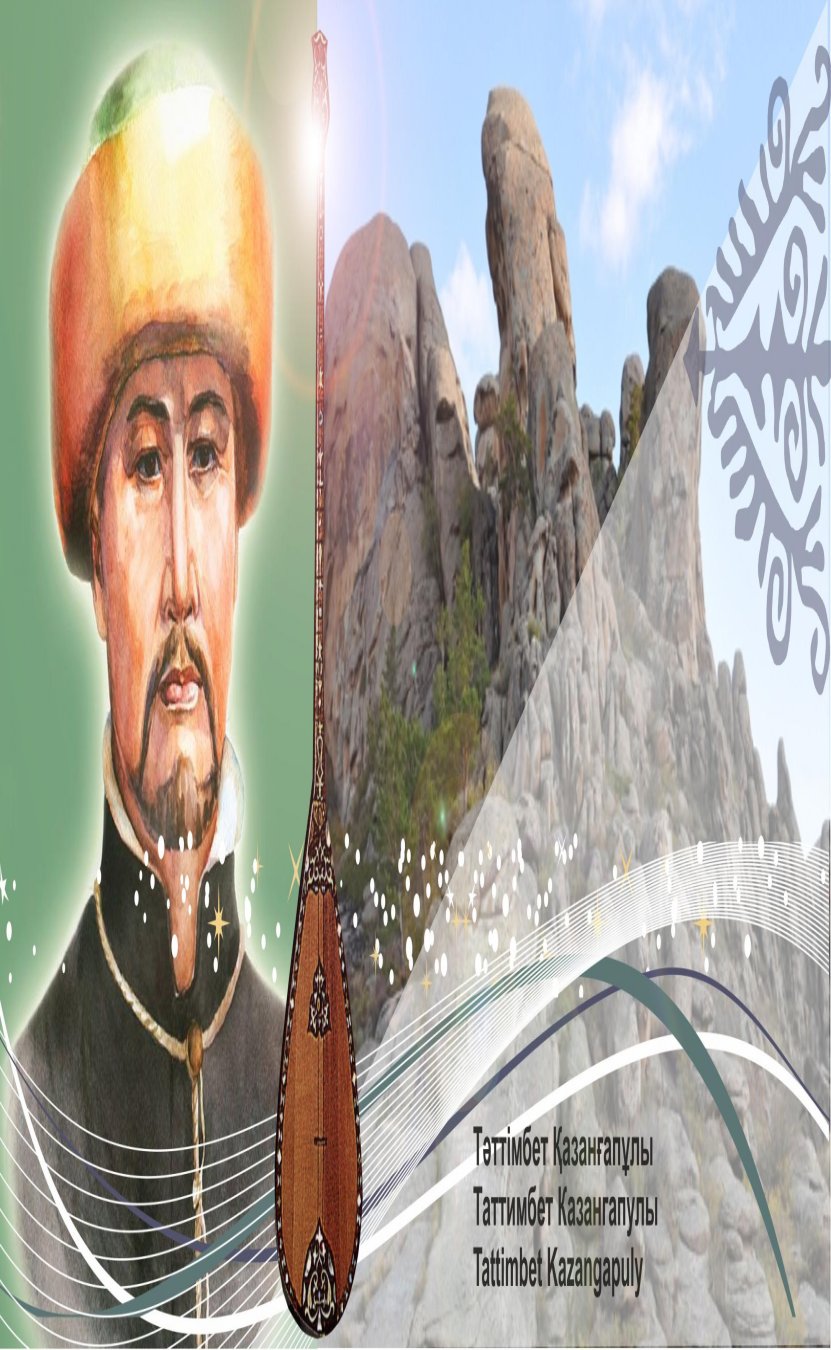 Тәттімбет Қазанғапұлы
Таттимбет Казангапулы
Tattimbet Kazangapuly